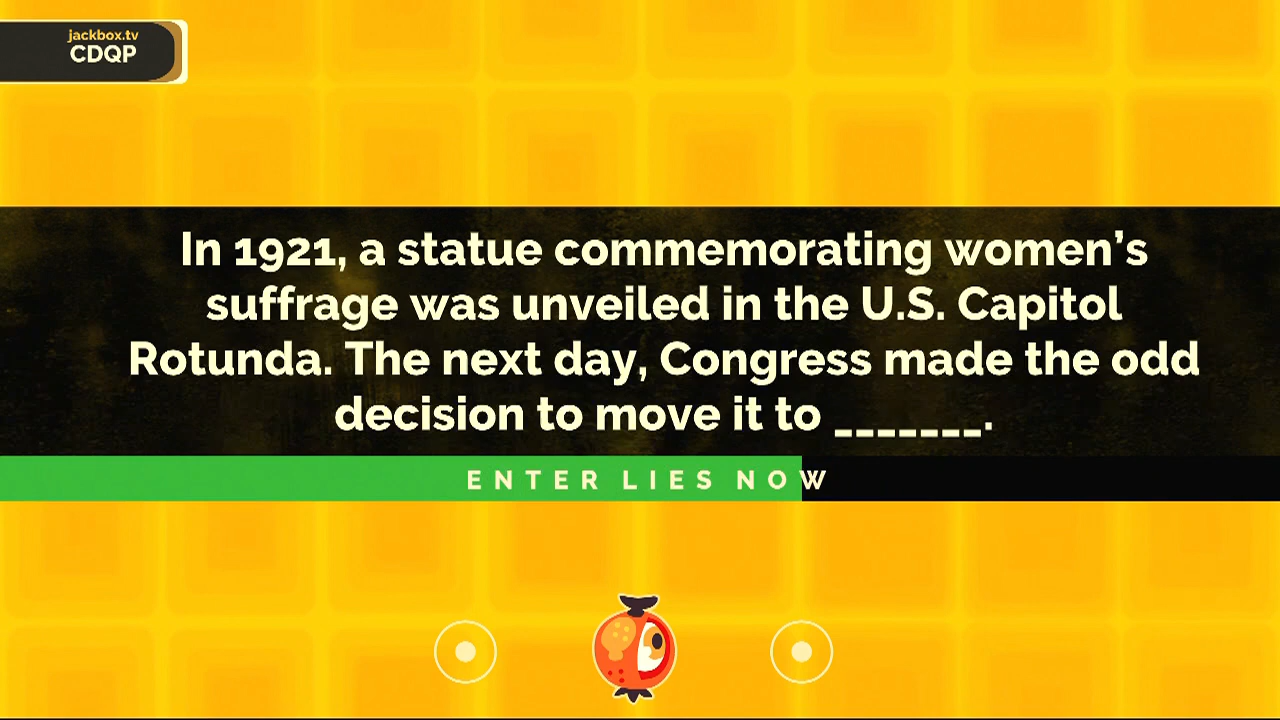 jackbox.tv
CDQP
In 1921, a statue commemorating women’s
suffrage was unveiled in the U.S. Capitol
Rotunda. The next day, Congress made the odd
decision to move it to _______.
ENTER LIES NOW